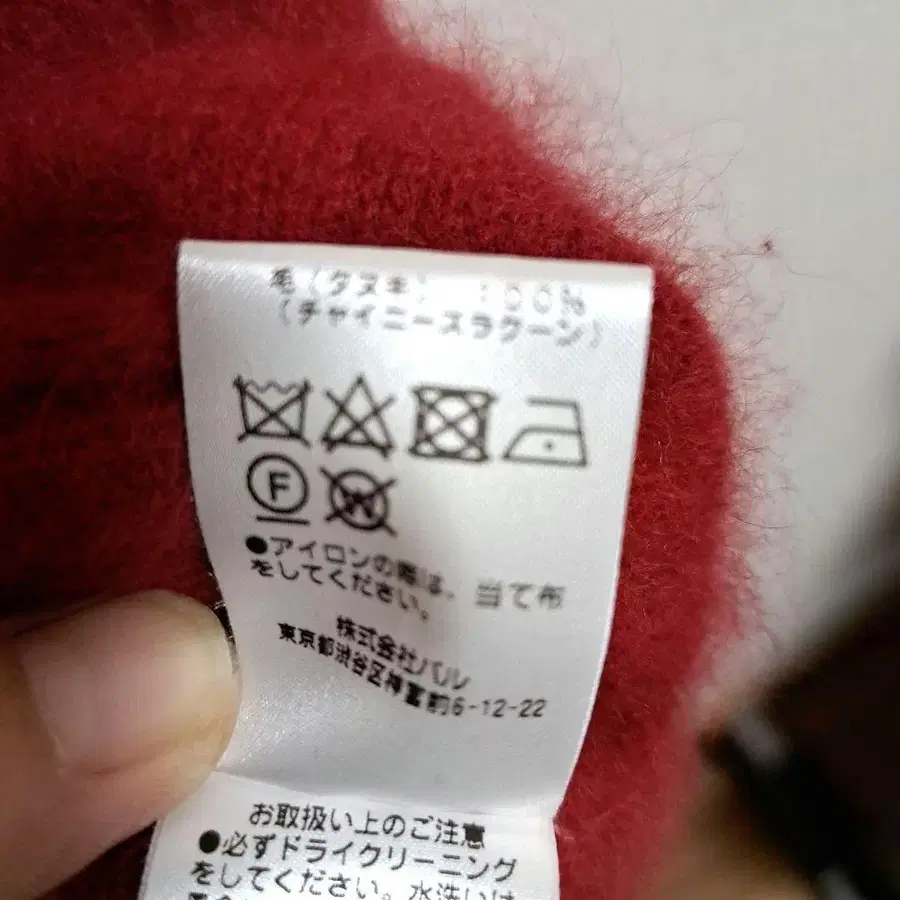 毛(タヌキ) 100%
(チャイニーズラクーン)
F
W
●アイロンの際は、当て布
をしてください。
株式会社パル
東京都渋谷区神宮前6-12-22
お取扱い上のご注意
●必ずドライクリーニング
をしてください。水洗いは